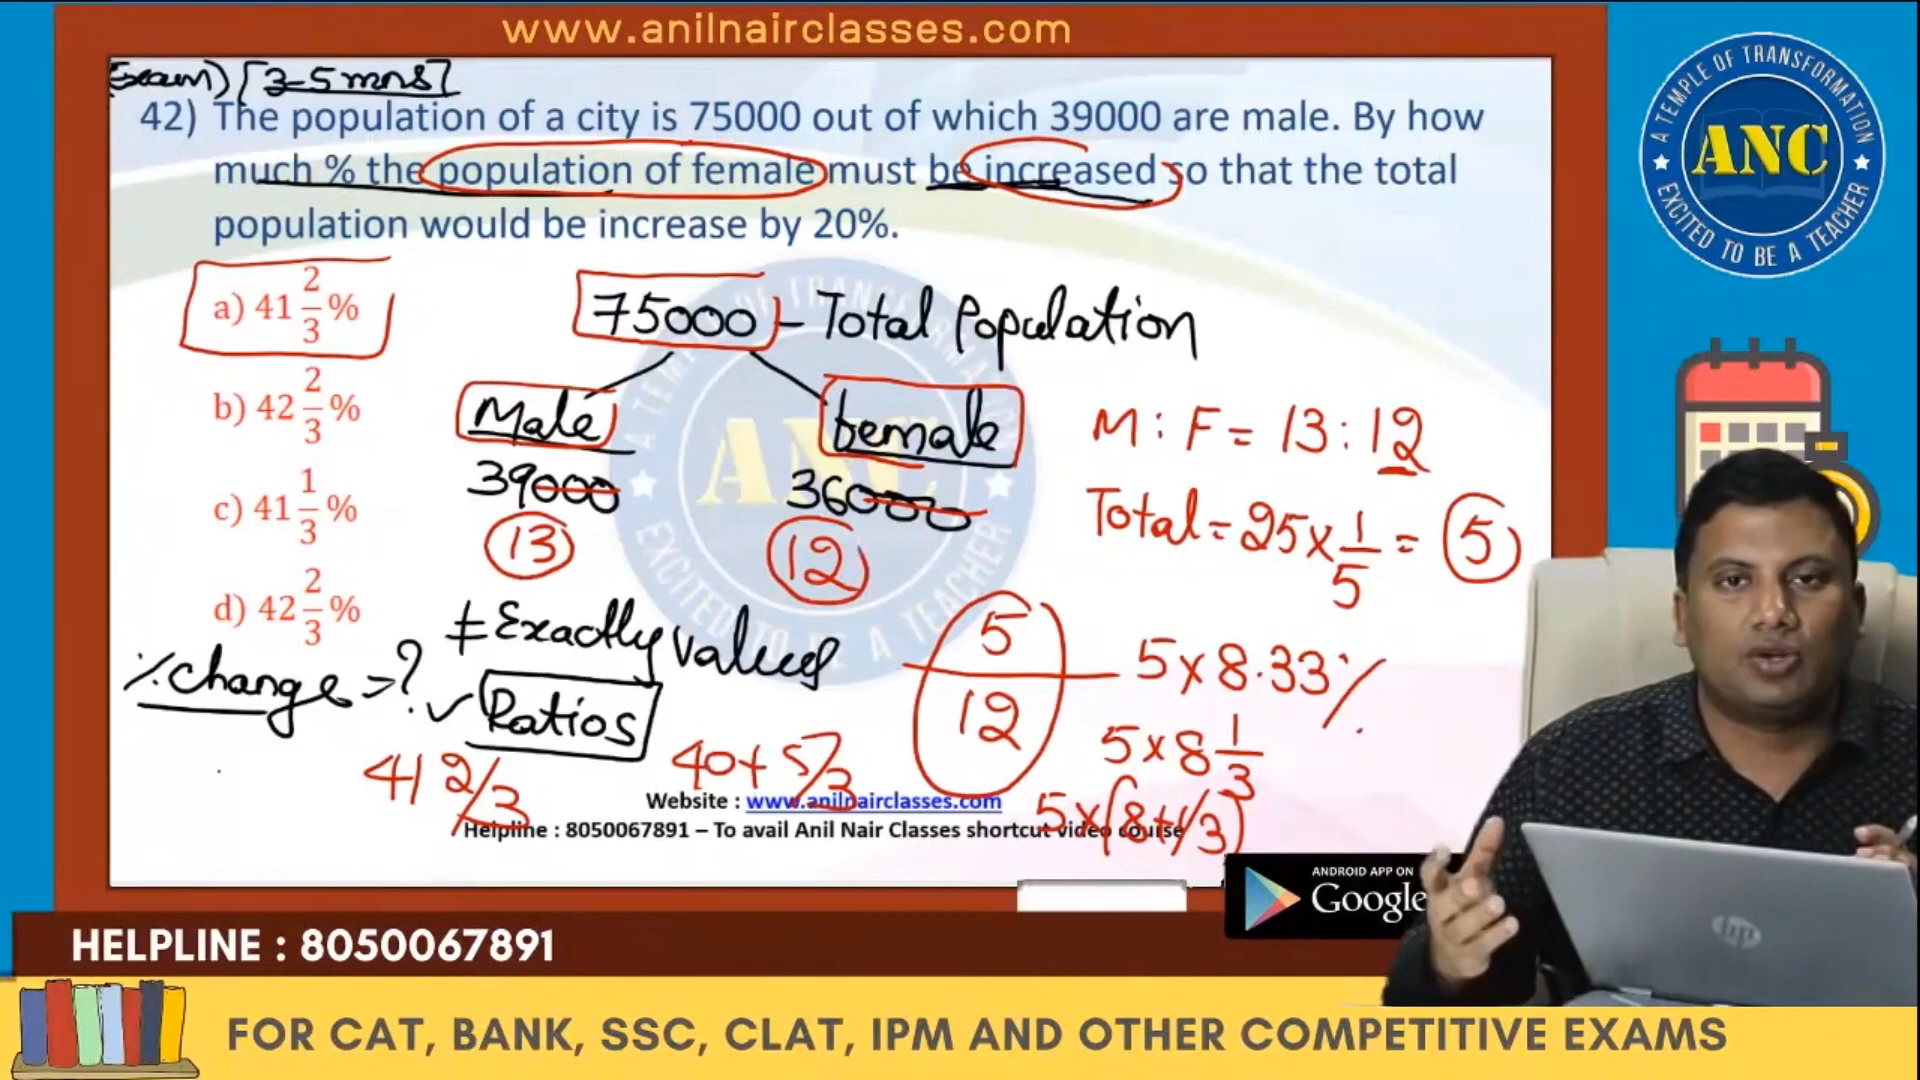 www.anilnairclasses.com
(Exam) [3-5 mns]
42) The population of a city is 75000 out of which 39000 are male. By how
much % the population of female must be increased so that the total
population would be increase by 20%.
a) 41 2/3 %
b) 42 2/3 %
c) 41 1/3 %
d) 42 2/3 %
75000 - Total Population
Male
female
39000
36000
13
12
M : F = 13 : 12
Total = 25 x 1/5 = 5
≠ Exactly values
% change => ?
✓ Ratios
5/12
5 x 8.33%
5 x 8 1/3
5 x (8+1/3)
40 + 5/3
41 2/3
Website : www.anilnairclasses.com
Helpline : 8050067891 – To avail Anil Nair Classes shortcut video course
A TEMPLE OF TRANSFORMATION
ANC
EXCITED TO BE A TEACHER
ANDROID APP ON
Google
hp
HELPLINE : 8050067891
FOR CAT, BANK, SSC, CLAT, IPM AND OTHER COMPETITIVE EXAMS